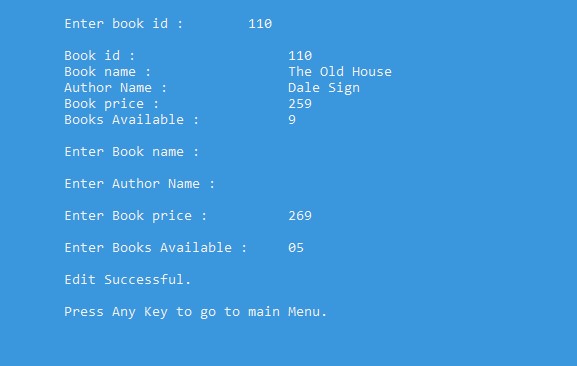 Enter book id :        110
Book id :                   110
Book name :                 The Old House
Author Name :               Dale Sign
Book price :                259
Books Available :           9
Enter Book name :
Enter Author Name :
Enter Book price :          269
Enter Books Available :     05
Edit Successful.
Press Any Key to go to main Menu.